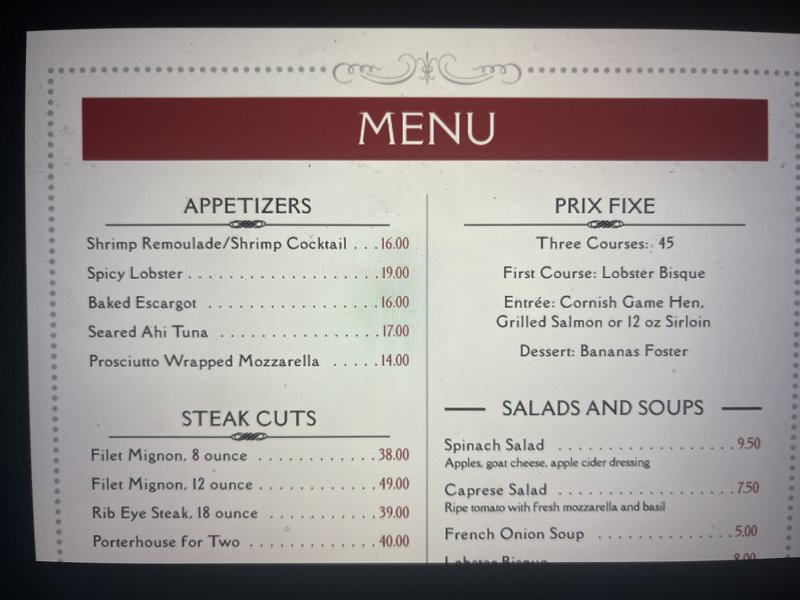 MENU
APPETIZERS
Shrimp Remoulade/Shrimp Cocktail . . . 16.00
Spicy Lobster . . . . . . . . . . . . . . . . . . . . 19.00
Baked Escargot . . . . . . . . . . . . . . . . . . 16.00
Seared Ahi Tuna . . . . . . . . . . . . . . . . . 17.00
Prosciutto Wrapped Mozzarella . . . . . 14.00
STEAK CUTS
Filet Mignon, 8 ounce . . . . . . . . . . . . 38.00
Filet Mignon, 12 ounce . . . . . . . . . . . . 49.00
Rib Eye Steak, 18 ounce . . . . . . . . . . . 39.00
Porterhouse for Two . . . . . . . . . . . . . 40.00
PRIX FIXE
Three Courses: 45
First Course: Lobster Bisque
Entrée: Cornish Game Hen,
Grilled Salmon or 12 oz Sirloin
Dessert: Bananas Foster
SALADS AND SOUPS
Spinach Salad . . . . . . . . . . . . . . . . . . 9.50
Apples, goat cheese, apple cider dressing
Caprese Salad . . . . . . . . . . . . . . . . . . 7.50
Ripe tomato with fresh mozzarella and basil
French Onion Soup . . . . . . . . . . . . . 5.00
Lobster Bisque 8.00